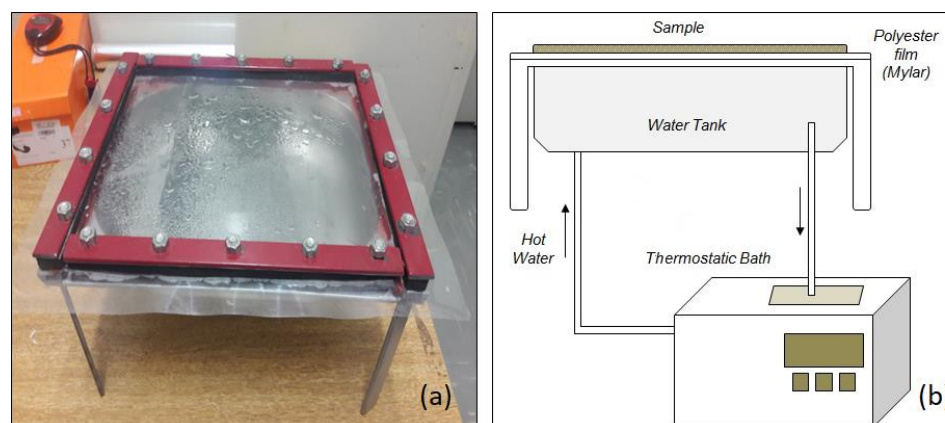 (a)
Sample
Polyester
film
(Mylar)
Water Tank
Hot
Water
Thermostatic Bath
(b)